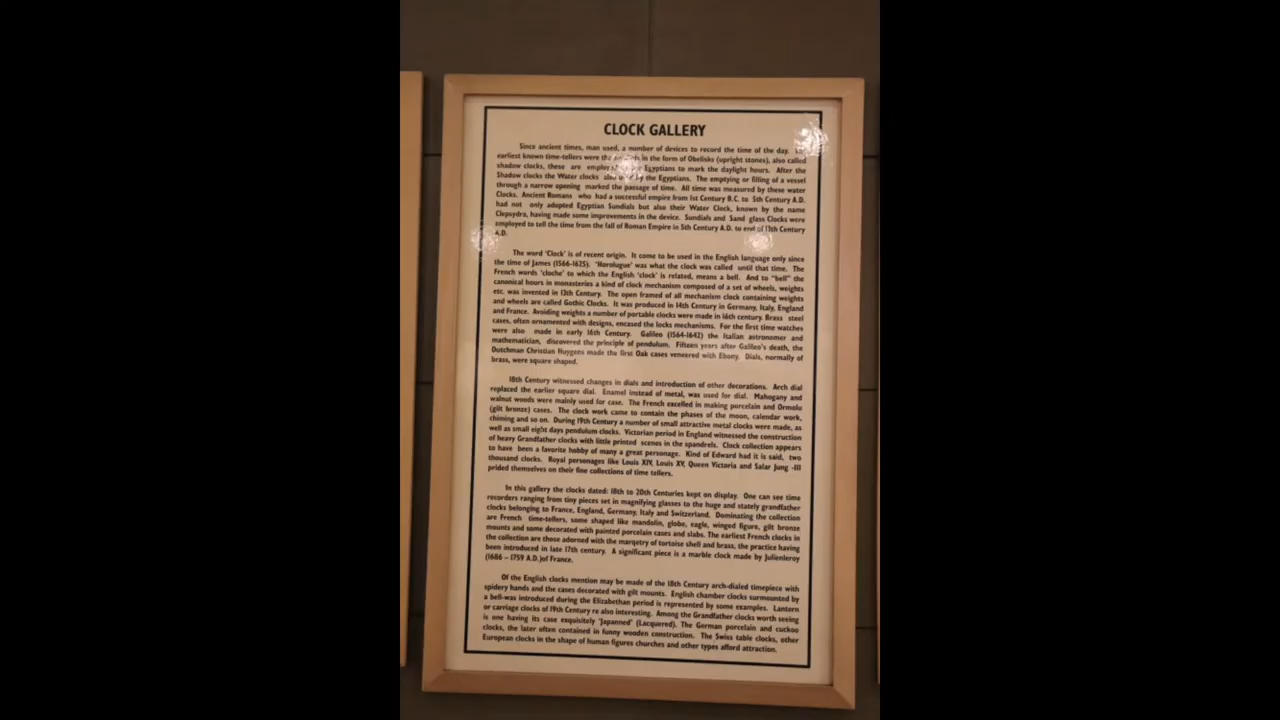 CLOCK GALLERY
Since ancient times, man used, a number of devices to record the time of the day.
earliest known time-tellers were the in the form of Obelisks (upright stones), also called
shadow clocks, these are Egyptians to mark the daylight hours. After the
Shadow clocks the Water clocks also by the Egyptians. The emptying or filling of a vessel
through a narrow opening marked the passage of time. All time was measured by these water
Clocks. Ancient Romans who had a successful empire from 1st Century B.C. to 5th Century A.D.
had not only adopted Egyptian Sundials but also their Water Clock, known by the name
Clepsydra, having made some improvements in the device. Sundials and Sand glass Clocks were
employed to tell the time from the fall of Roman Empire in 5th Century A.D. to end of 13th Century
A.D.
The word 'Clock' is of recent origin. It come to be used in the English language only since
the time of James (1566-1625). 'Horologue' was what the clock was called until that time. The
French words 'cloche' to which the English 'clock' is related, means a bell. And to "bell" the
canonical hours in monasteries a kind of clock mechanism composed of a set of wheels, weights
etc. was invented in 13th Century. The open framed of all mechanism clock containing weights
and wheels are called Gothic Clocks. It was produced in 14th Century in Germany, Italy, England
and France. Avoiding weights a number of portable clocks were made in 16th century. Brass steel
cases, often ornamented with designs, encased the locks mechanisms. For the first time watches
were also made in early 16th Century. Galileo (1564-1642) the Italian astronomer and
mathematician, discovered the principle of pendulum. Fifteen years after Galileo's death, the
Dutchman Christian Huygens made the first Oak cases veneered with Ebony. Dials, normally of
brass, were square shaped.
18th Century witnessed changes in dials and introduction of other decorations. Arch dial
replaced the earlier square dial. Enamel instead of metal, was used for dial. Mahogany and
walnut woods were mainly used for case. The French excelled in making porcelain and Ormolu
(gilt bronze) cases. The clock work came to contain the phases of the moon, calendar work,
chiming and so on. During 19th Century a number of small attractive metal clocks were made, as
well as small eight days pendulum clocks. Victorian period in England witnessed the construction
of heavy Grandfather clocks with little printed scenes in the spandrels. Clock collection appears
to have been a favorite hobby of many a great personage. Kind of Edward had it is said, two
thousand clocks. Royal personages like Louis XIV, Louis XV, Queen Victoria and Salar Jung -III
prided themselves on their fine collections of time tellers.
In this gallery the clocks dated: 18th to 20th Centuries kept on display. One can see time
recorders ranging from tiny pieces set in magnifying glasses to the huge and stately grandfather
clocks belonging to France, England, Germany, Italy and Switzerland. Dominating the collection
are French time-tellers, some shaped like mandolin, globe, eagle, winged figure, gilt bronze
mounts and some decorated with painted porcelain cases and slabs. The earliest French clocks in
the collection are those adorned with the marqetry of tortoise shell and brass, the practice having
been introduced in late 17th century. A significant piece is a marble clock made by Julienleroy
(1686 - 1759 A.D.)of France.
Of the English clocks mention may be made of the 18th Century arch-dialed timepiece with
spidery hands and the cases decorated with gilt mounts. English chamber clocks surmounted by
a bell-was introduced during the Elizabethan period is represented by some examples. Lantern
or carriage clocks of 19th Century re also interesting. Among the Grandfather clocks worth seeing
is one having its case exquisitely 'Japanned' (Lacquered). The German porcelain and cuckoo
clocks, the later often contained in funny wooden construction. The Swiss table clocks, other
European clocks in the shape of human figures churches and other types afford attraction.